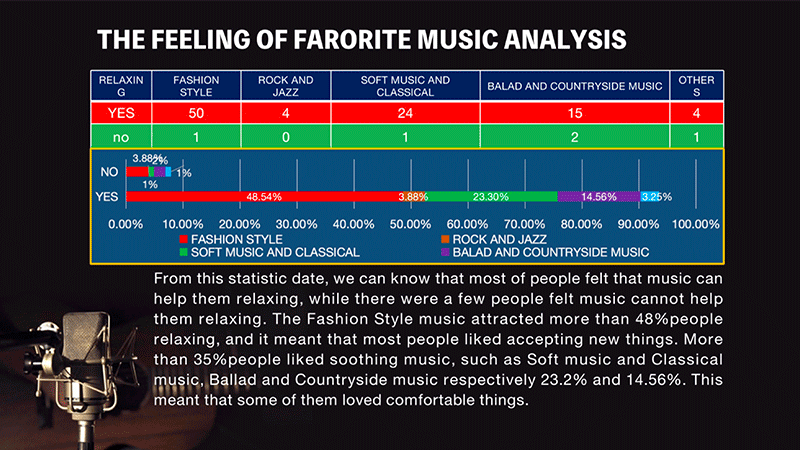 THE FEELING OF FARORITE MUSIC ANALYSIS
RELAXIN
G
FASHION
STYLE
ROCK AND
JAZZ
SOFT MUSIC AND
CLASSICAL
BALAD AND COUNTRYSIDE MUSIC
OTHER
S
YES 50 4 24 15 4
no 1 0 1 2 1
3.88% 2%
NO 1%
1%
YES 48.54% 3.88% 23.30% 14.56% 3.25%
0.00% 10.00% 20.00% 30.00% 40.00% 50.00% 60.00% 70.00% 80.00% 90.00% 100.00%
FASHION STYLE ROCK AND JAZZ
SOFT MUSIC AND CLASSICAL BALAD AND COUNTRYSIDE MUSIC
From this statistic date, we can know that most of people felt that music can
help them relaxing, while there were a few people felt music cannot help
them relaxing. The Fashion Style music attracted more than 48%people
relaxing, and it meant that most people liked accepting new things. More
than 35%people liked soothing music, such as Soft music and Classical
music, Ballad and Countryside music respectively 23.2% and 14.56%. This
meant that some of them loved comfortable things.